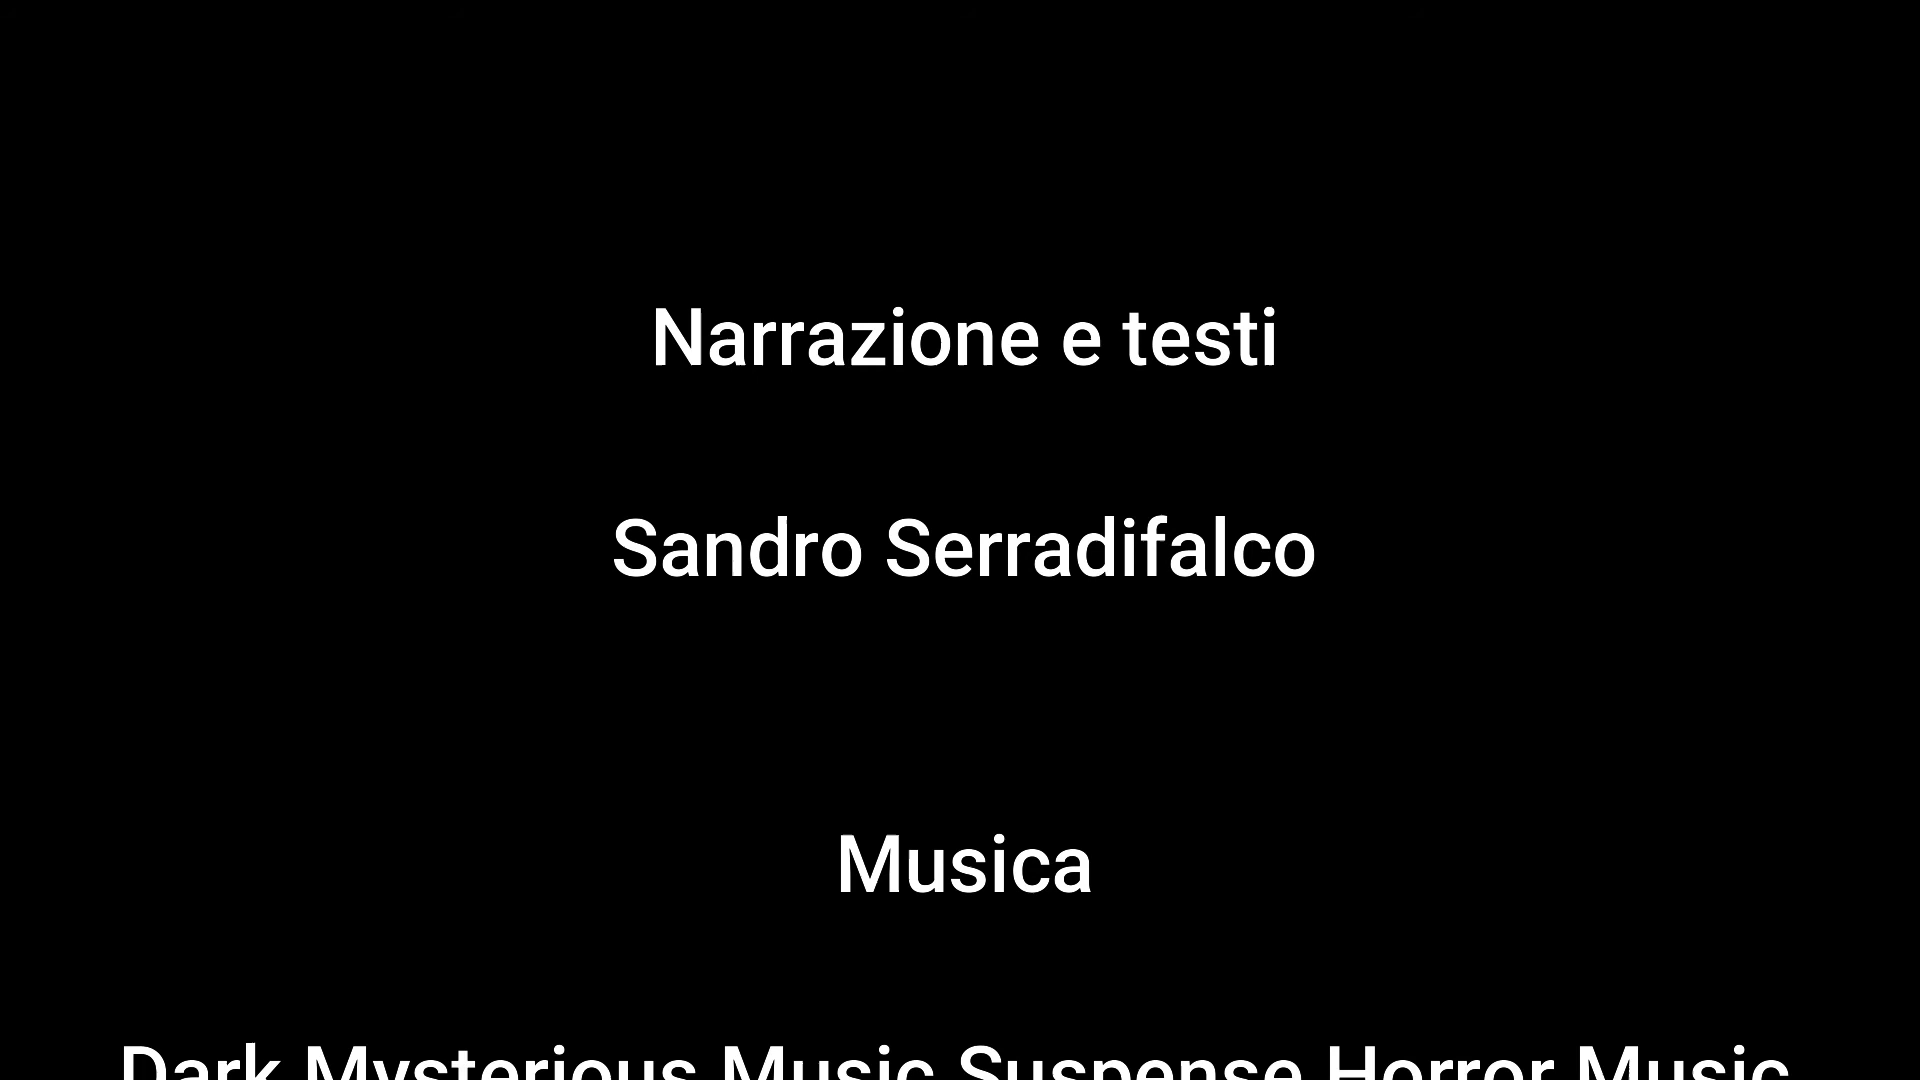 Narrazione e testi
Sandro Serradifalco
Musica
Dark Mysterious Music Suspense Horror Music